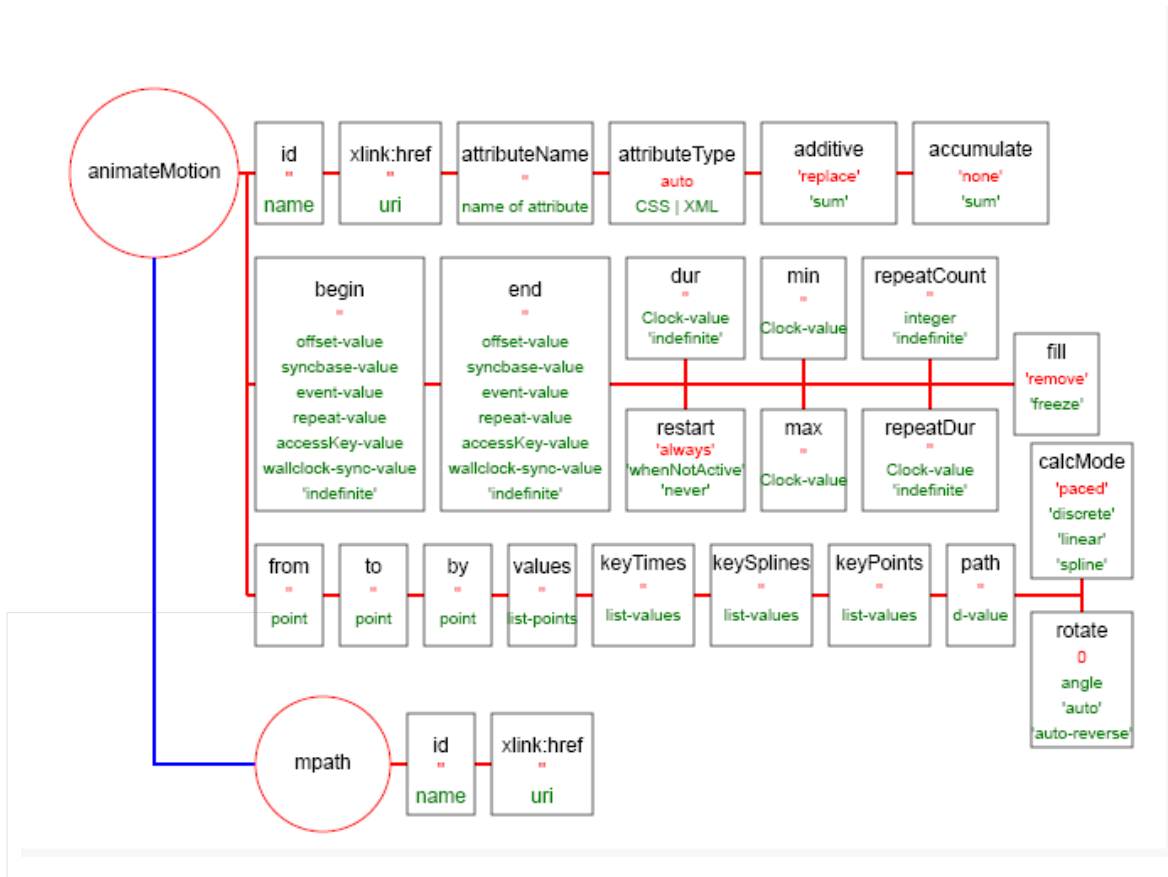 animateMotion
id
"
name
xlink:href
"
uri
attributeName
"
name of attribute
attributeType
auto
CSS | XML
additive
'replace'
'sum'
accumulate
'none'
'sum'
begin
"
offset-value
syncbase-value
event-value
repeat-value
accessKey-value
wallclock-sync-value
'indefinite'
end
"
offset-value
syncbase-value
event-value
repeat-value
accessKey-value
wallclock-sync-value
'indefinite'
dur
"
Clock-value
'indefinite'
min
"
Clock-value
repeatCount
"
integer
'indefinite'
restart
'always'
'whenNotActive'
'never'
max
"
Clock-value
repeatDur
"
Clock-value
'indefinite'
fill
'remove'
'freeze'
from
"
point
to
"
point
by
"
point
values
"
list-points
keyTimes
"
list-values
keySplines
"
list-values
keyPoints
"
list-values
path
"
d-value
calcMode
'paced'
'discrete'
'linear'
'spline'
rotate
0
angle
'auto'
'auto-reverse'
mpath
id
"
name
xlink:href
"
uri